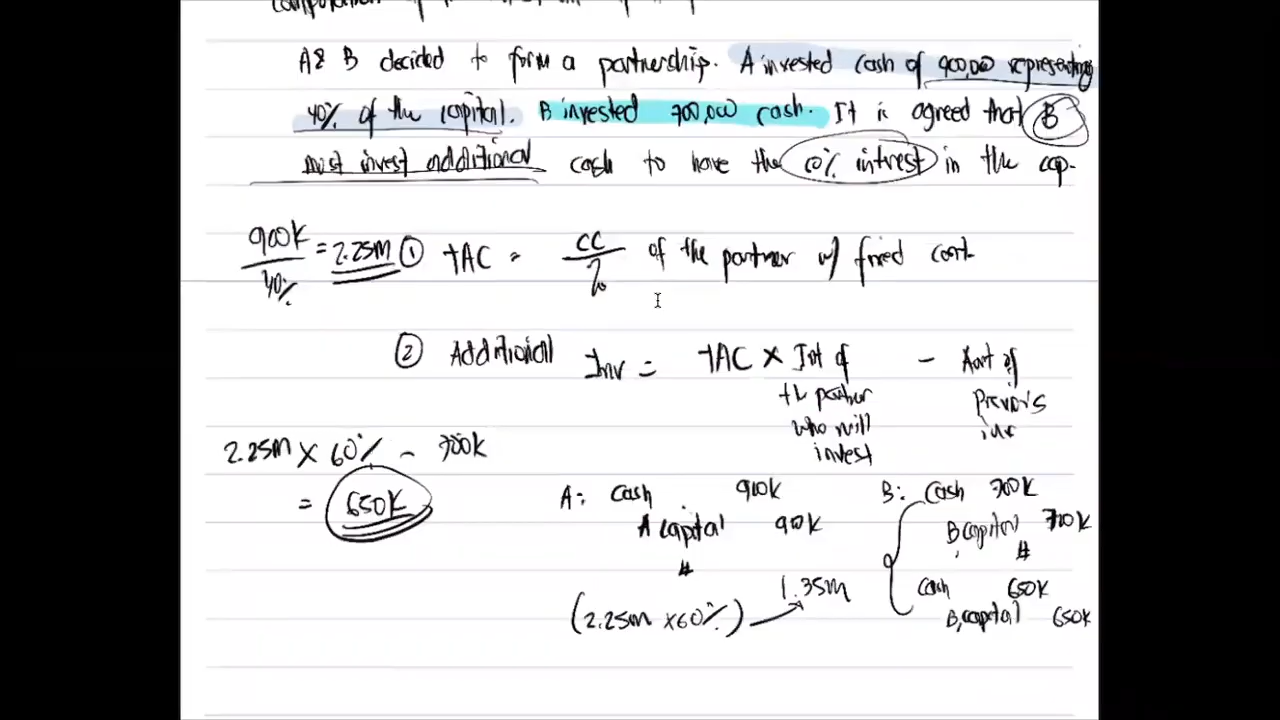 A & B decided to form a partnership. A invested cash of 900,000 representing
40% of the capital. B invested 700,000 cash. It is agreed that B
must invest additional cash to have the 60% intrest in the cap.
900K / 40% = 2.25M ① TAC = CC / % of the partner w/ fixed cont
② Additional Inv = TAC × Int of the partner who will invest - Amt of Previous inv
2.25m × 60% - 700K
= 650K
A: Cash 900K
A capital 900K
#
B: Cash 700K
B, capital 700K
#
Cash 650K
B, capital 650K
(2.25m × 60%) 1.35m